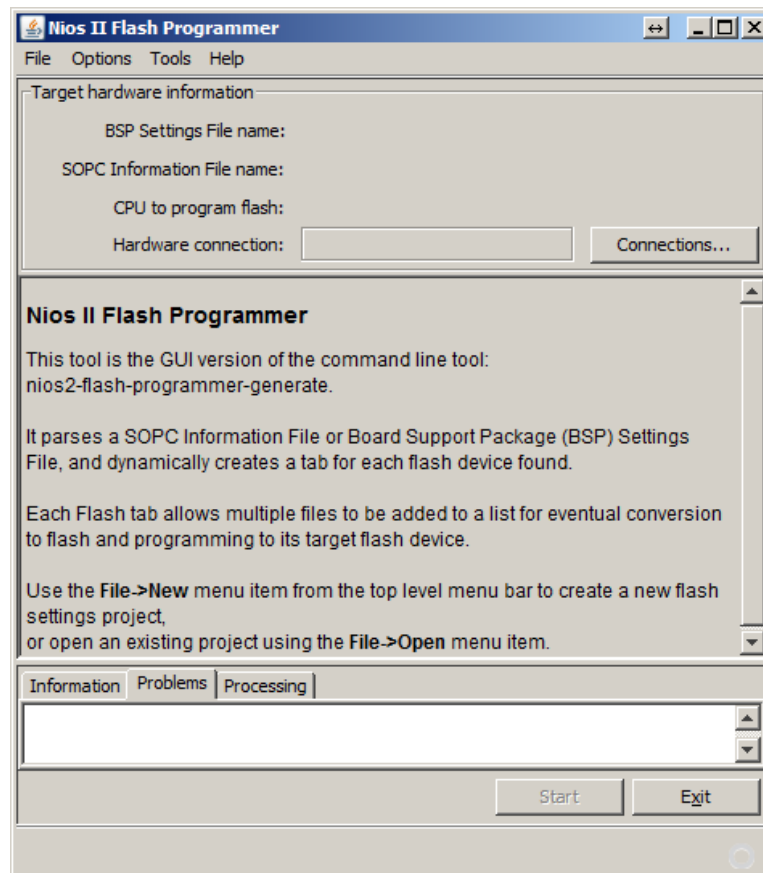 Nios II Flash Programmer
File Options Tools Help
Target hardware information
BSP Settings File name:
SOPC Information File name:
CPU to program flash:
Hardware connection:
Connections...
Nios II Flash Programmer
This tool is the GUI version of the command line tool:
nios2-flash-programmer-generate.
It parses a SOPC Information File or Board Support Package (BSP) Settings
File, and dynamically creates a tab for each flash device found.
Each Flash tab allows multiple files to be added to a list for eventual conversion
to flash and programming to its target flash device.
Use the File->New menu item from the top level menu bar to create a new flash
settings project,
or open an existing project using the File->Open menu item.
Information Problems Processing
Start Exit